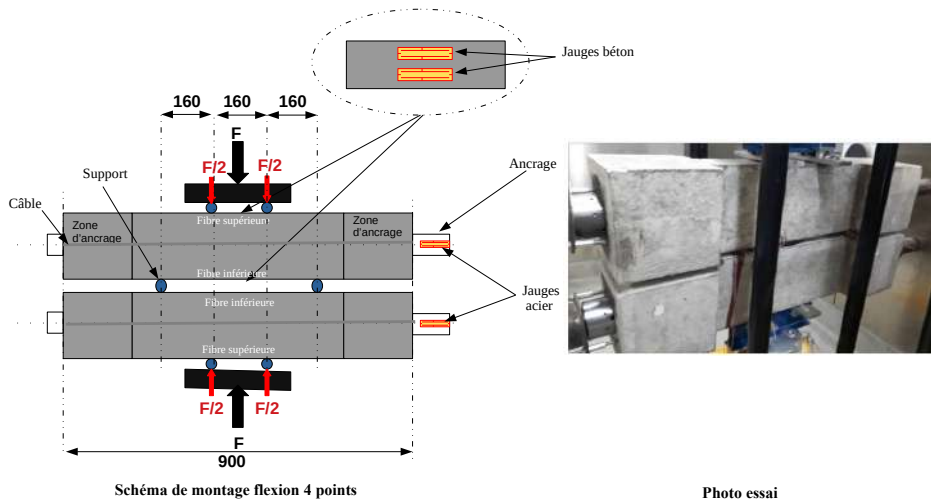 Jauges béton
160 160 160
F
F/2 F/2
Support
Ancrage
Câble
Zone
d'ancrage
Fibre supérieure
Zone
d'ancrage
Fibre inférieure
Fibre inférieure
Jauges
acier
Fibre supérieure
F/2 F/2
F
900
Schéma de montage flexion 4 points
Photo essai